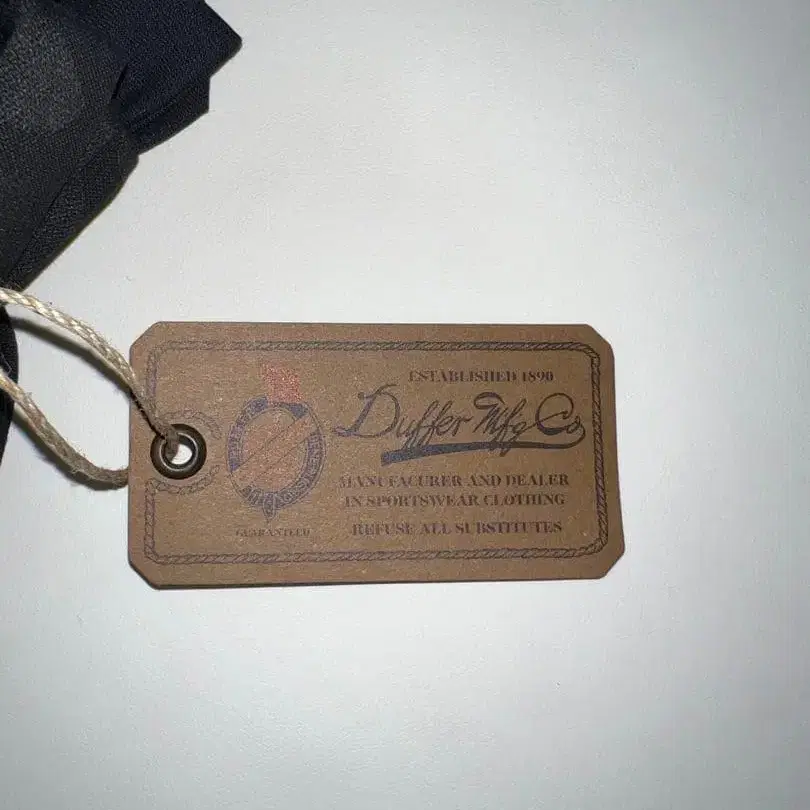 ESTABLISHED 1890
Duffer Mfg Co
MANUFACURER AND DEALER
IN SPORTSWEAR CLOTHING
REFUSE ALL SUBSTITUTES
GUARANTEED